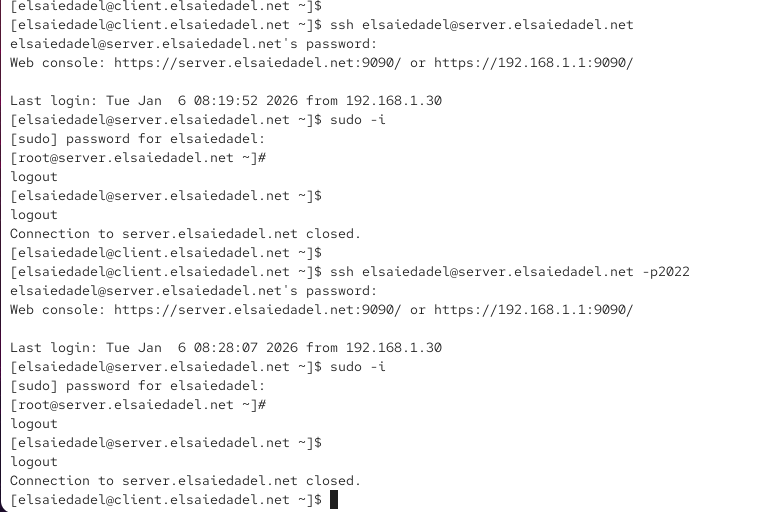 [elsaiedadel@client.elsaiedadel.net ~]$
[elsaiedadel@client.elsaiedadel.net ~]$ ssh elsaiedadel@server.elsaiedadel.net
elsaiedadel@server.elsaiedadel.net's password:
Web console: https://server.elsaiedadel.net:9090/ or https://192.168.1.1:9090/

Last login: Tue Jan  6 08:19:52 2026 from 192.168.1.30
[elsaiedadel@server.elsaiedadel.net ~]$ sudo -i
[sudo] password for elsaiedadel:
[root@server.elsaiedadel.net ~]#
logout
[elsaiedadel@server.elsaiedadel.net ~]$
logout
Connection to server.elsaiedadel.net closed.
[elsaiedadel@client.elsaiedadel.net ~]$
[elsaiedadel@client.elsaiedadel.net ~]$ ssh elsaiedadel@server.elsaiedadel.net -p2022
elsaiedadel@server.elsaiedadel.net's password:
Web console: https://server.elsaiedadel.net:9090/ or https://192.168.1.1:9090/

Last login: Tue Jan  6 08:28:07 2026 from 192.168.1.30
[elsaiedadel@server.elsaiedadel.net ~]$ sudo -i
[sudo] password for elsaiedadel:
[root@server.elsaiedadel.net ~]#
logout
[elsaiedadel@server.elsaiedadel.net ~]$
logout
Connection to server.elsaiedadel.net closed.
[elsaiedadel@client.elsaiedadel.net ~]$